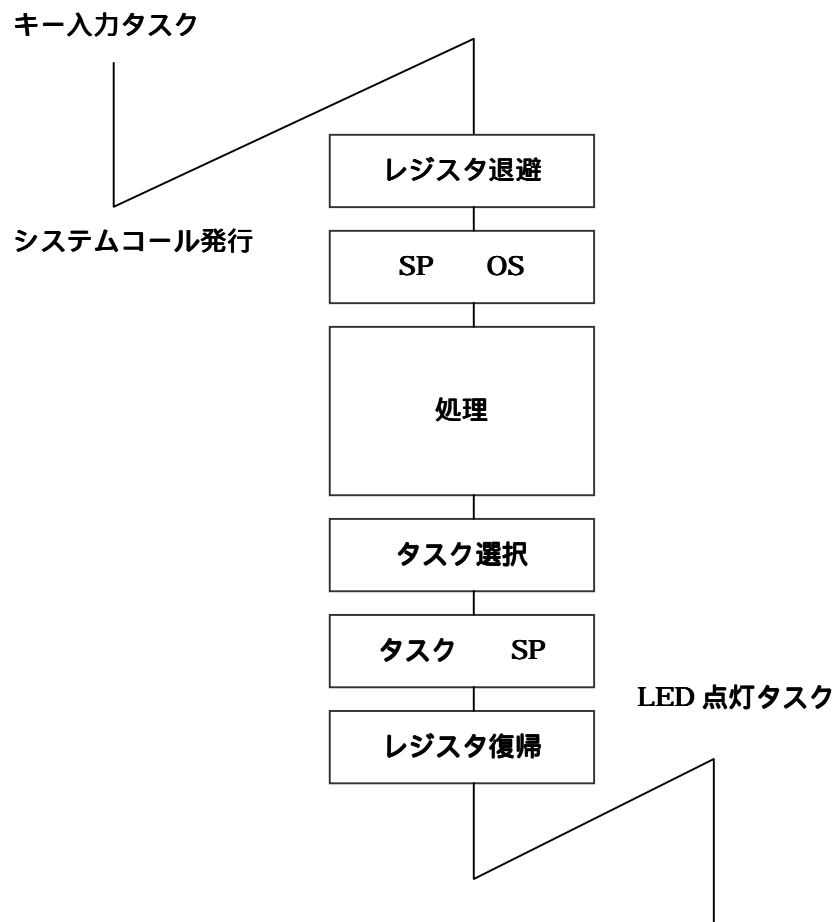 キー入力タスク
レジスタ退避
システムコール発行
SP OS
処理
タスク選択
タスク SP
LED 点灯タスク
レジスタ復帰